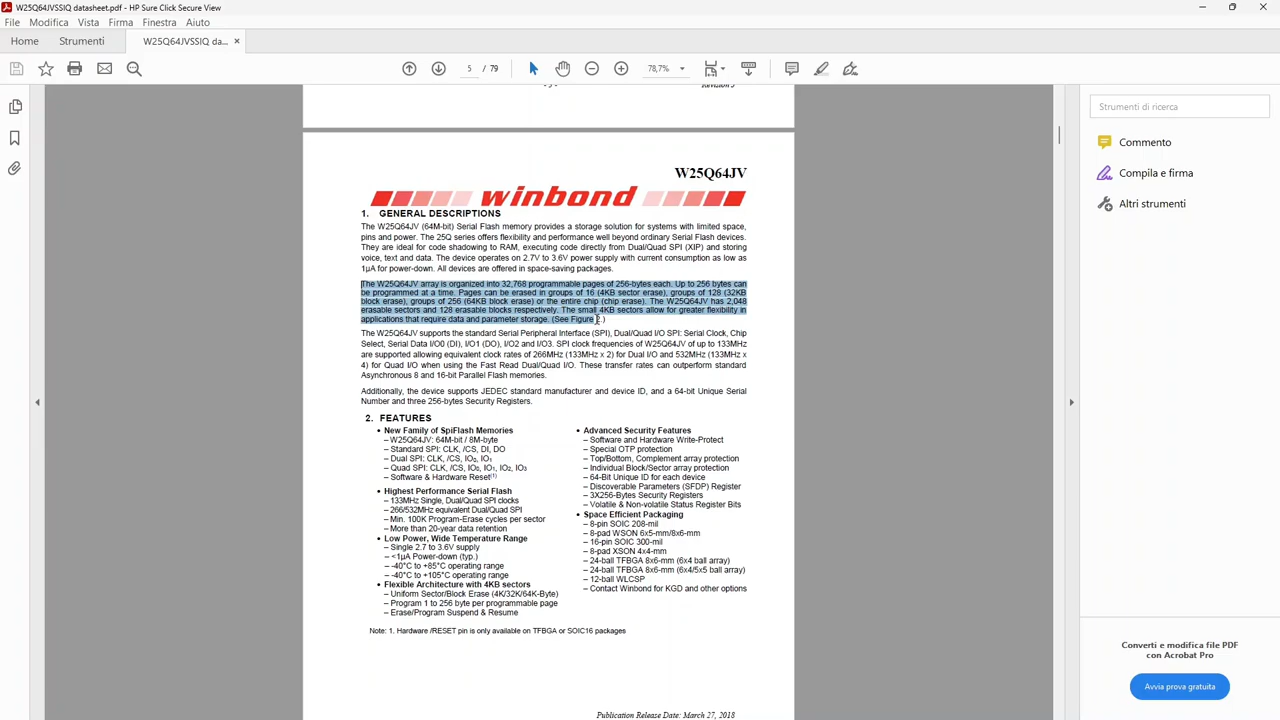 W25Q64JVSSIQ datasheet.pdf - HP Sure Click Secure View
File Modifica Vista Firma Finestra Aiuto
Home Strumenti W25Q64JVSSIQ da... ×
5 / 79 78,7%
Strumenti di ricerca
Commento
Compila e firma
Altri strumenti
W25Q64JV
winbond
1. GENERAL DESCRIPTIONS
The W25Q64JV (64M-bit) Serial Flash memory provides a storage solution for systems with limited space,
pins and power. The 25Q series offers flexibility and performance well beyond ordinary Serial Flash devices.
They are ideal for code shadowing to RAM, executing code directly from Dual/Quad SPI (XIP) and storing
voice, text and data. The device operates on 2.7V to 3.6V power supply with current consumption as low as
1µA for power-down. All devices are offered in space-saving packages.
The W25Q64JV array is organized into 32,768 programmable pages of 256-bytes each. Up to 256 bytes can
be programmed at a time. Pages can be erased in groups of 16 (4KB sector erase), groups of 128 (32KB
block erase), groups of 256 (64KB block erase) or the entire chip (chip erase). The W25Q64JV has 2,048
erasable sectors and 128 erasable blocks respectively. The small 4KB sectors allow for greater flexibility in
applications that require data and parameter storage. (See Figure 2.)
The W25Q64JV supports the standard Serial Peripheral Interface (SPI), Dual/Quad I/O SPI: Serial Clock, Chip
Select, Serial Data I/O0 (DI), I/O1 (DO), I/O2 and I/O3. SPI clock frequencies of W25Q64JV of up to 133MHz
are supported allowing equivalent clock rates of 266MHz (133MHz x 2) for Dual I/O and 532MHz (133MHz x
4) for Quad I/O when using the Fast Read Dual/Quad I/O. These transfer rates can outperform standard
Asynchronous 8 and 16-bit Parallel Flash memories.
Additionally, the device supports JEDEC standard manufacturer and device ID, and a 64-bit Unique Serial
Number and three 256-bytes Security Registers.
2. FEATURES
• New Family of SpiFlash Memories
– W25Q64JV: 64M-bit / 8M-byte
– Standard SPI: CLK, /CS, DI, DO
– Dual SPI: CLK, /CS, IO0, IO1
– Quad SPI: CLK, /CS, IO0, IO1, IO2, IO3
– Software & Hardware Reset(1)
• Highest Performance Serial Flash
– 133MHz Single, Dual/Quad SPI clocks
– 266/532MHz equivalent Dual/Quad SPI
– Min. 100K Program-Erase cycles per sector
– More than 20-year data retention
• Low Power, Wide Temperature Range
– Single 2.7 to 3.6V supply
– <1µA Power-down (typ.)
– -40°C to +85°C operating range
– -40°C to +105°C operating range
• Flexible Architecture with 4KB sectors
– Uniform Sector/Block Erase (4K/32K/64K-Byte)
– Program 1 to 256 byte per programmable page
– Erase/Program Suspend & Resume
• Advanced Security Features
– Software and Hardware Write-Protect
– Special OTP protection
– Top/Bottom, Complement array protection
– Individual Block/Sector array protection
– 64-Bit Unique ID for each device
– Discoverable Parameters (SFDP) Register
– 3X256-Bytes Security Registers
– Volatile & Non-volatile Status Register Bits
• Space Efficient Packaging
– 8-pin SOIC 208-mil
– 8-pad WSON 6x5-mm/8x6-mm
– 16-pin SOIC 300-mil
– 8-pad XSON 4x4-mm
– 24-ball TFBGA 8x6-mm (6x4 ball array)
– 24-ball TFBGA 8x6-mm (6x4/5x5 ball array)
– 12-ball WLCSP
– Contact Winbond for KGD and other options
Note: 1. Hardware /RESET pin is only available on TFBGA or SOIC16 packages
Publication Release Date: March 27, 2018
Converti e modifica file PDF
con Acrobat Pro
Avvia prova gratuita